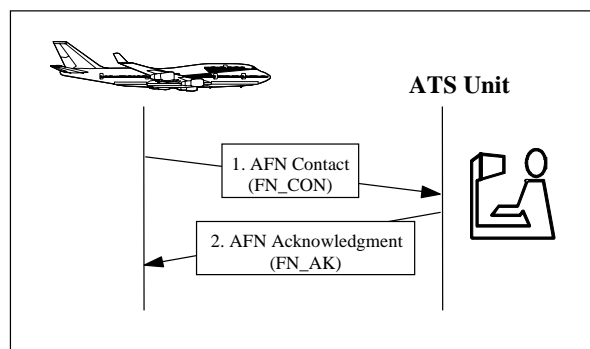 ATS Unit
1. AFN Contact
(FN_CON)
2. AFN Acknowledgment
(FN_AK)